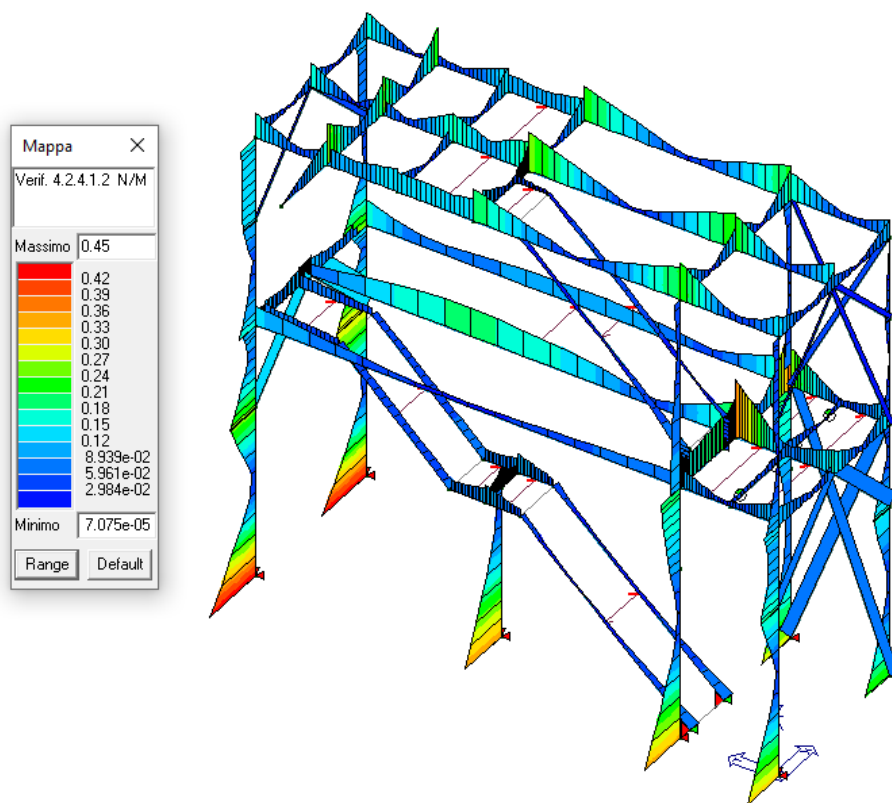 Mappa
Verif. 4.2.4.1.2 N/M
Massimo 0.45
0.42
0.39
0.36
0.33
0.30
0.27
0.24
0.21
0.18
0.15
0.12
8.939e-02
5.961e-02
2.984e-02
Minimo 7.075e-05
Range Default